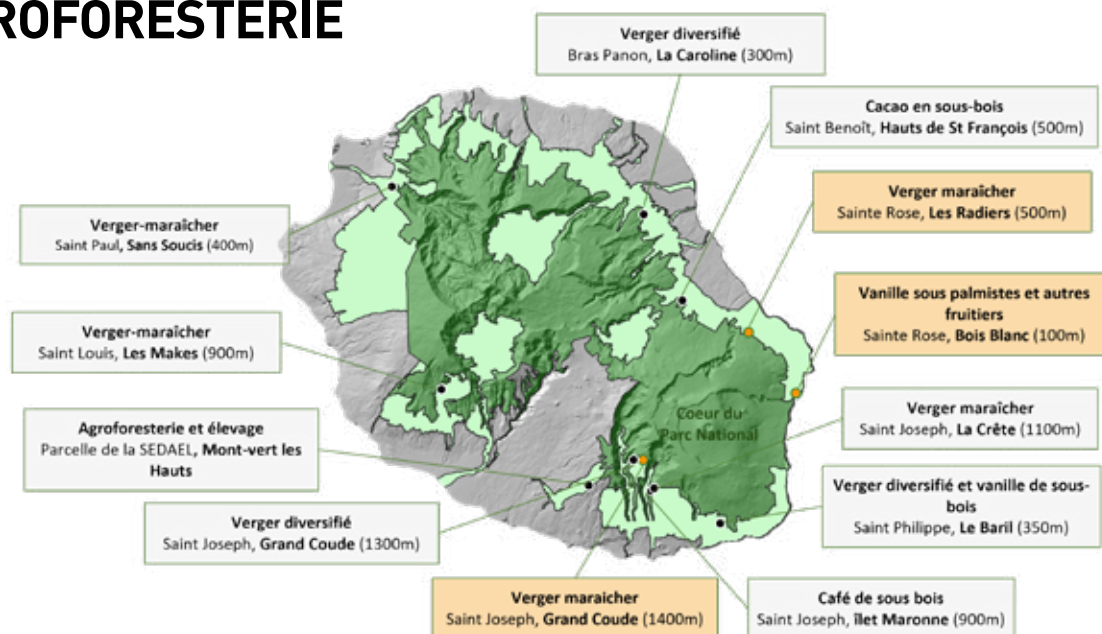 ROFORESTERIE
Verger diversifié
Bras Panon, La Caroline (300m)
Cacao en sous-bois
Saint Benoît, Hauts de St François (500m)
Verger maraîcher
Sainte Rose, Les Radiers (500m)
Verger-maraîcher
Saint Paul, Sans Soucis (400m)
Vanille sous palmistes et autres
fruitiers
Sainte Rose, Bois Blanc (100m)
Verger-maraîcher
Saint Louis, Les Makes (900m)
Coeur du
Parc National
Verger maraîcher
Saint Joseph, La Crête (1100m)
Agroforesterie et élevage
Parcelle de la SEDAEL, Mont-vert les
Hauts
Verger diversifié et vanille de sous-
bois
Saint Philippe, Le Baril (350m)
Verger diversifié
Saint Joseph, Grand Coude (1300m)
Verger maraicher
Saint Joseph, Grand Coude (1400m)
Café de sous bois
Saint Joseph, îlet Maronne (900m)